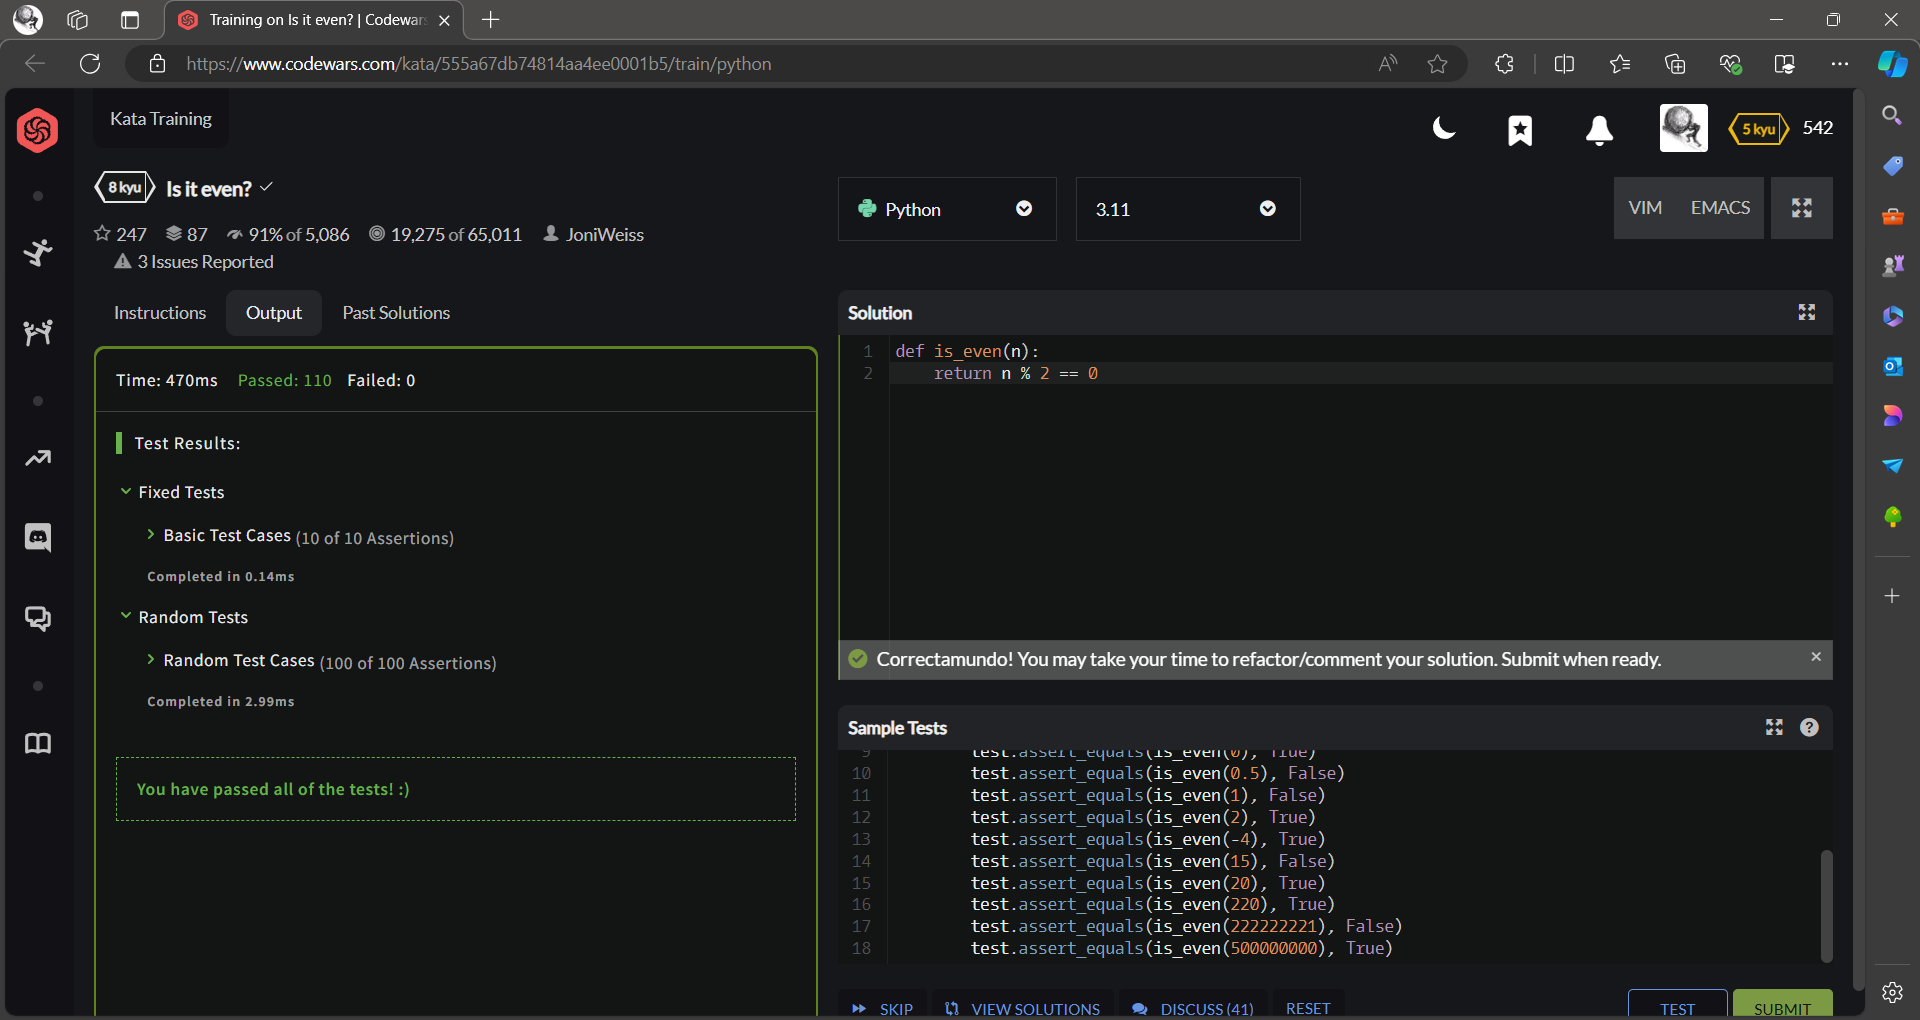 Training on Is it even? | Codewars
https://www.codewars.com/kata/555a67db74814aa4ee0001b5/train/python
Kata Training
5 kyu 542
8 kyu Is it even?
247 87 91% of 5,086 19,275 of 65,011 JoniWeiss
3 Issues Reported
Python 3.11 VIM EMACS
Instructions Output Past Solutions
Time: 470ms Passed: 110 Failed: 0
Test Results:
Fixed Tests
Basic Test Cases (10 of 10 Assertions)
Completed in 0.14ms
Random Tests
Random Test Cases (100 of 100 Assertions)
Completed in 2.99ms
You have passed all of the tests! :)
Solution
1 def is_even(n):
2 return n % 2 == 0
Correctamundo! You may take your time to refactor/comment your solution. Submit when ready.
Sample Tests
9 test.assert_equals(is_even(0), True)
10 test.assert_equals(is_even(0.5), False)
11 test.assert_equals(is_even(1), False)
12 test.assert_equals(is_even(2), True)
13 test.assert_equals(is_even(-4), True)
14 test.assert_equals(is_even(15), False)
15 test.assert_equals(is_even(20), True)
16 test.assert_equals(is_even(220), True)
17 test.assert_equals(is_even(222222221), False)
18 test.assert_equals(is_even(500000000), True)
SKIP VIEW SOLUTIONS DISCUSS (41) RESET TEST SUBMIT